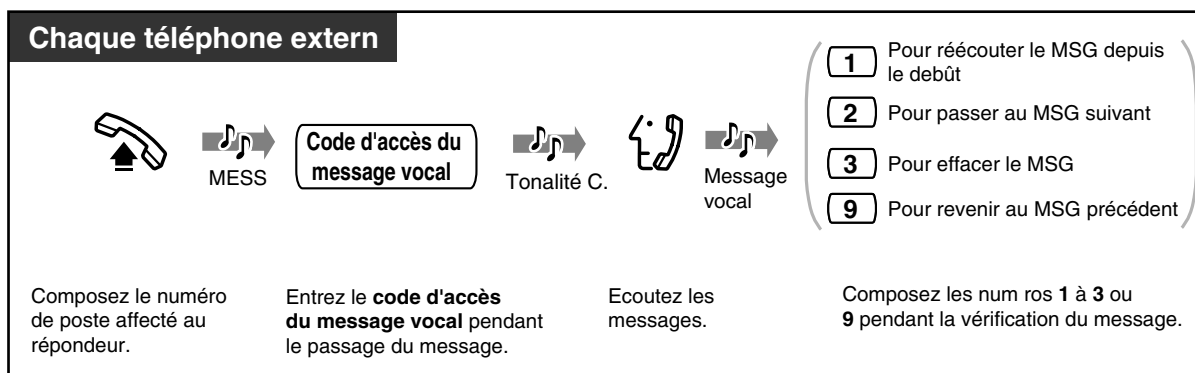 Chaque téléphone extern
MESS
Code d'accès du
message vocal
Tonalité C.
Message
vocal
1 Pour réécouter le MSG depuis
le debût
2 Pour passer au MSG suivant
3 Pour effacer le MSG
9 Pour revenir au MSG précédent
Composez le numéro
de poste affecté au
répondeur.
Entrez le code d'accès
du message vocal pendant
le passage du message.
Ecoutez les
messages.
Composez les num ros 1 à 3 ou
9 pendant la vérification du message.